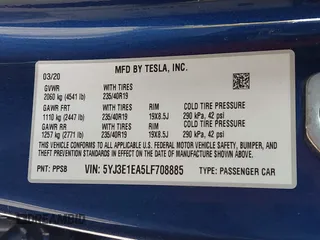 MFD BY TESLA, INC.
03/20
GVWR WITH TIRES
2060 kg (4541 lb) 235/40R19
GAWR FRT WITH TIRES RIM COLD TIRE PRESSURE
1110 kg (2447 lb) 235/40R19 19X8.5J 290 kPa, 42 psi
GAWR RR WITH TIRES RIM COLD TIRE PRESSURE
1257 kg (2771 lb) 235/40R19 19X8.5J 290 kPa, 42 psi
THIS VEHICLE CONFORMS TO ALL APPLICABLE FEDERAL MOTOR VEHICLE SAFETY, BUMPER, AND
THEFT PREVENTION STANDARDS IN EFFECT ON THE DATE OF MANUFACTURE SHOWN ABOVE.
PNT: PPSB VIN: 5YJ3E1EA5LF708885 TYPE: PASSENGER CAR